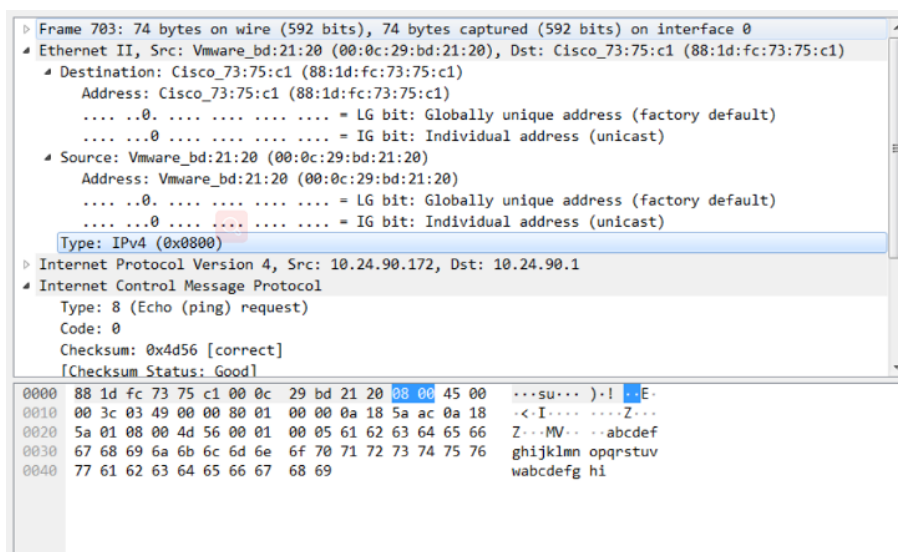 Frame 703: 74 bytes on wire (592 bits), 74 bytes captured (592 bits) on interface 0
Ethernet II, Src: Vmware_bd:21:20 (00:0c:29:bd:21:20), Dst: Cisco_73:75:c1 (88:1d:fc:73:75:c1)
Destination: Cisco_73:75:c1 (88:1d:fc:73:75:c1)
Address: Cisco_73:75:c1 (88:1d:fc:73:75:c1)
.... ..0. .... .... .... .... = LG bit: Globally unique address (factory default)
.... ...0 .... .... .... .... = IG bit: Individual address (unicast)
Source: Vmware_bd:21:20 (00:0c:29:bd:21:20)
Address: Vmware_bd:21:20 (00:0c:29:bd:21:20)
.... ..0. .... .... .... .... = LG bit: Globally unique address (factory default)
.... ...0 .... .... .... .... = IG bit: Individual address (unicast)
Type: IPv4 (0x0800)
Internet Protocol Version 4, Src: 10.24.90.172, Dst: 10.24.90.1
Internet Control Message Protocol
Type: 8 (Echo (ping) request)
Code: 0
Checksum: 0x4d56 [correct]
[Checksum Status: Good]
0000 88 1d fc 73 75 c1 00 0c 29 bd 21 20 08 00 45 00 ···su··· )·! ··E·
0010 00 3c 03 49 00 00 80 01 00 00 0a 18 5a ac 0a 18 ·<·I···· ····Z···
0020 5a 01 08 00 4d 56 00 01 00 05 61 62 63 64 65 66 Z···MV·· ··abcdef
0030 67 68 69 6a 6b 6c 6d 6e 6f 70 71 72 73 74 75 76 ghijklmn opqrstuv
0040 77 61 62 63 64 65 66 67 68 69 wabcdefg hi